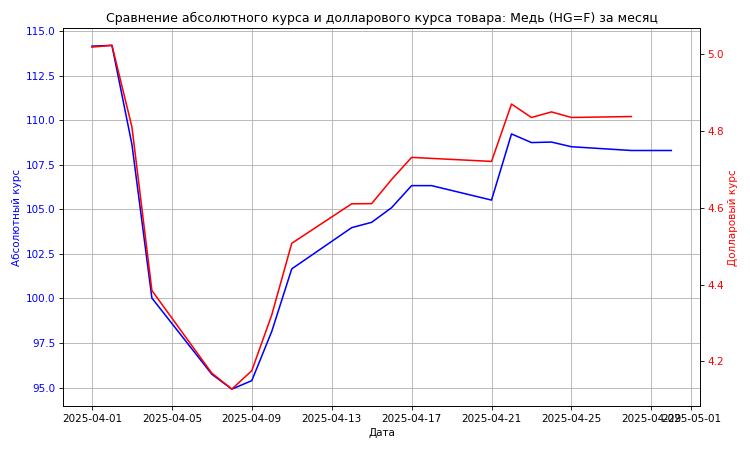 Сравнение абсолютного курса и долларового курса товара: Медь (HG=F) за месяц
115.0
112.5
110.0
107.5
105.0
102.5
100.0
97.5
95.0
Абсолютный курс
5.0
4.8
4.6
4.4
4.2
Долларовый курс
2025-04-01 2025-04-05 2025-04-09 2025-04-13 2025-04-17 2025-04-21 2025-04-25 2025-04-29 2025-05-01
Дата